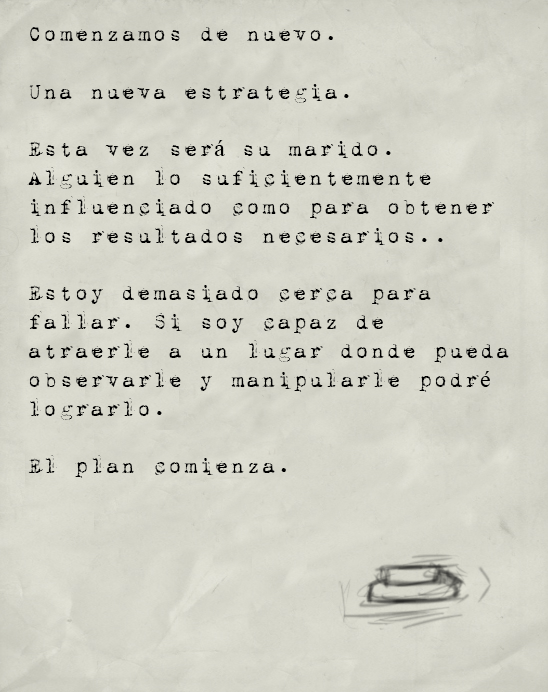 Comenzamos de nuevo.
Una nueva estrategia.
Esta vez será su marido.
Alguien lo suficientemente
influenciado como para obtener
los resultados necesarios..
Estoy demasiado cerca para
fallar. Si soy capaz de
atraerle a un lugar donde pueda
observarle y manipularle podré
lograrlo.
El plan comienza.